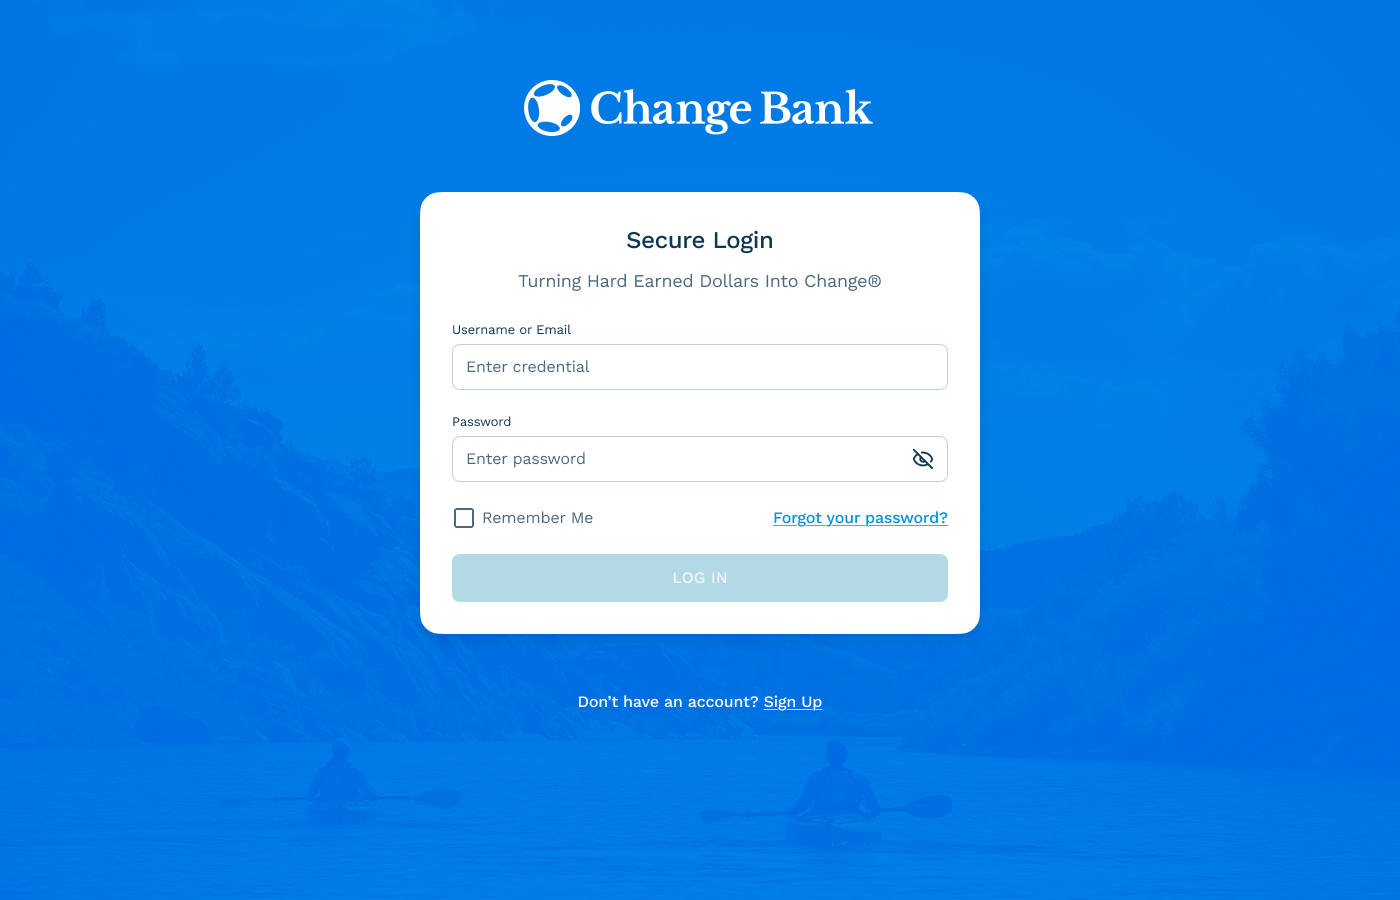 Change Bank
Secure Login
Turning Hard Earned Dollars Into Change®
Username or Email
Enter credential
Password
Enter password
Remember Me
Forgot your password?
LOG IN
Don’t have an account? Sign Up